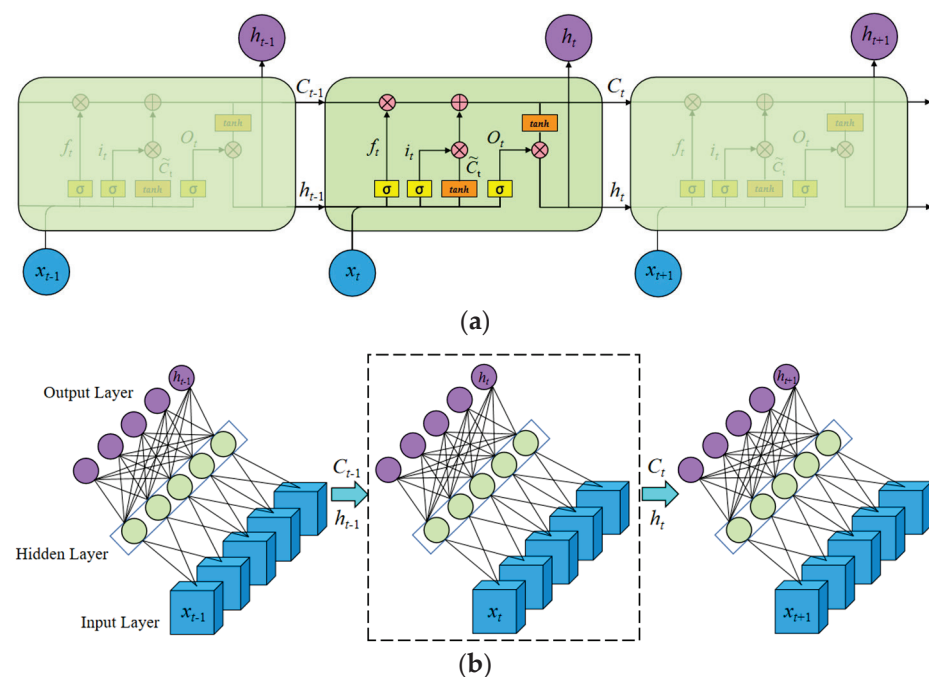 h_{t-1} h_t h_{t+1}
C_{t-1} C_t
tanh tanh tanh
f_t i_t O_t f_t i_t O_t f_t i_t O_t
C̃_t C̃_t C̃_t
σ σ tanh σ σ σ tanh σ σ σ tanh σ
h_{t-1} h_t
x_{t-1} x_t x_{t+1}
(a)
h_{t-1} h_t h_{t+1}
Output Layer
C_{t-1} C_t
h_{t-1} h_t
Hidden Layer
x_{t-1} x_t x_{t+1}
Input Layer
(b)